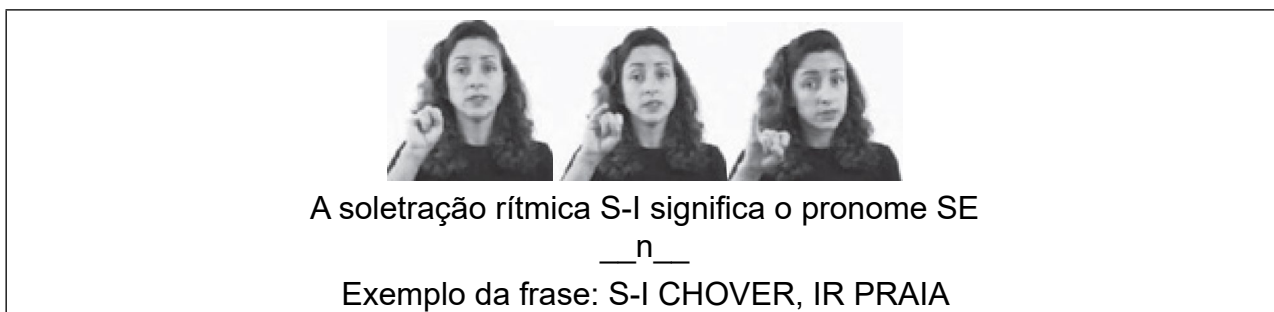 A soletração rítmica S-I significa o pronome SE
__n__
Exemplo da frase: S-I CHOVER, IR PRAIA